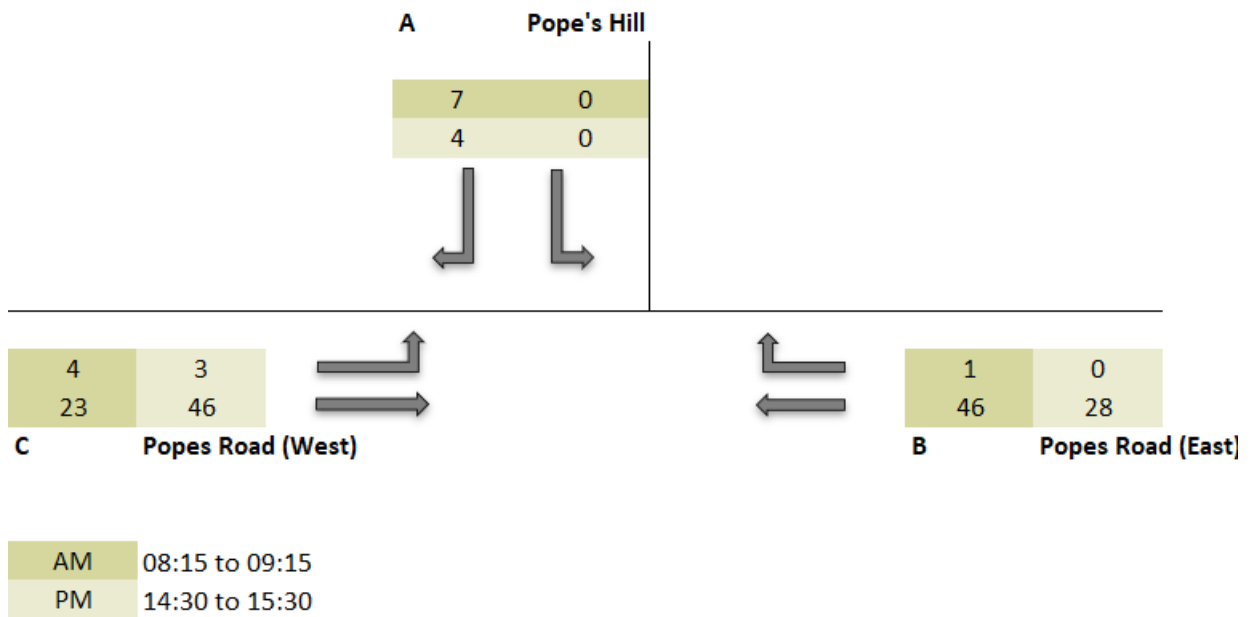 A Pope's Hill
7 0
4 0
4 3
23 46
C Popes Road (West)
1 0
46 28
B Popes Road (East)
AM 08:15 to 09:15
PM 14:30 to 15:30